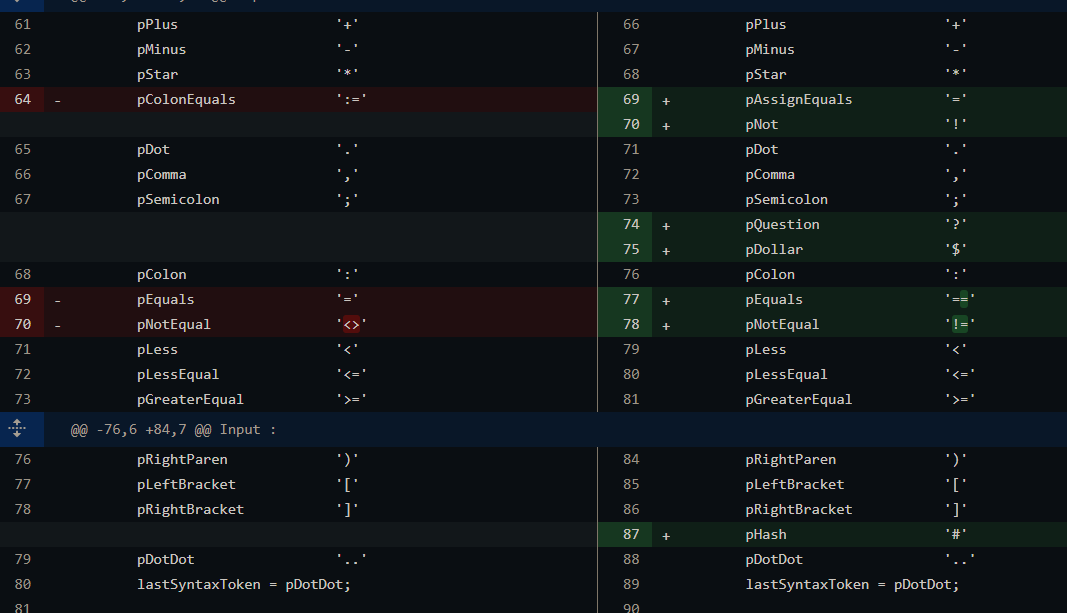 61 pPlus '+' 66 pPlus '+'
62 pMinus '-' 67 pMinus '-'
63 pStar '*' 68 pStar '*'
64 - pColonEquals ':=' 69 + pAssignEquals '='
70 + pNot '!'
65 pDot '.' 71 pDot '.'
66 pComma ',' 72 pComma ','
67 pSemicolon ';' 73 pSemicolon ';'
74 + pQuestion '?'
75 + pDollar '$'
68 pColon ':' 76 pColon ':'
69 - pEquals '=' 77 + pEquals '=='
70 - pNotEqual '<>' 78 + pNotEqual '!='
71 pLess '<' 79 pLess '<'
72 pLessEqual '<=' 80 pLessEqual '<='
73 pGreaterEqual '>=' 81 pGreaterEqual '>='
@@ -76,6 +84,7 @@ Input :
76 pRightParen ')' 84 pRightParen ')'
77 pLeftBracket '[' 85 pLeftBracket '['
78 pRightBracket ']' 86 pRightBracket ']'
87 + pHash '#'
79 pDotDot '..' 88 pDotDot '..'
80 lastSyntaxToken = pDotDot; 89 lastSyntaxToken = pDotDot;
81 90